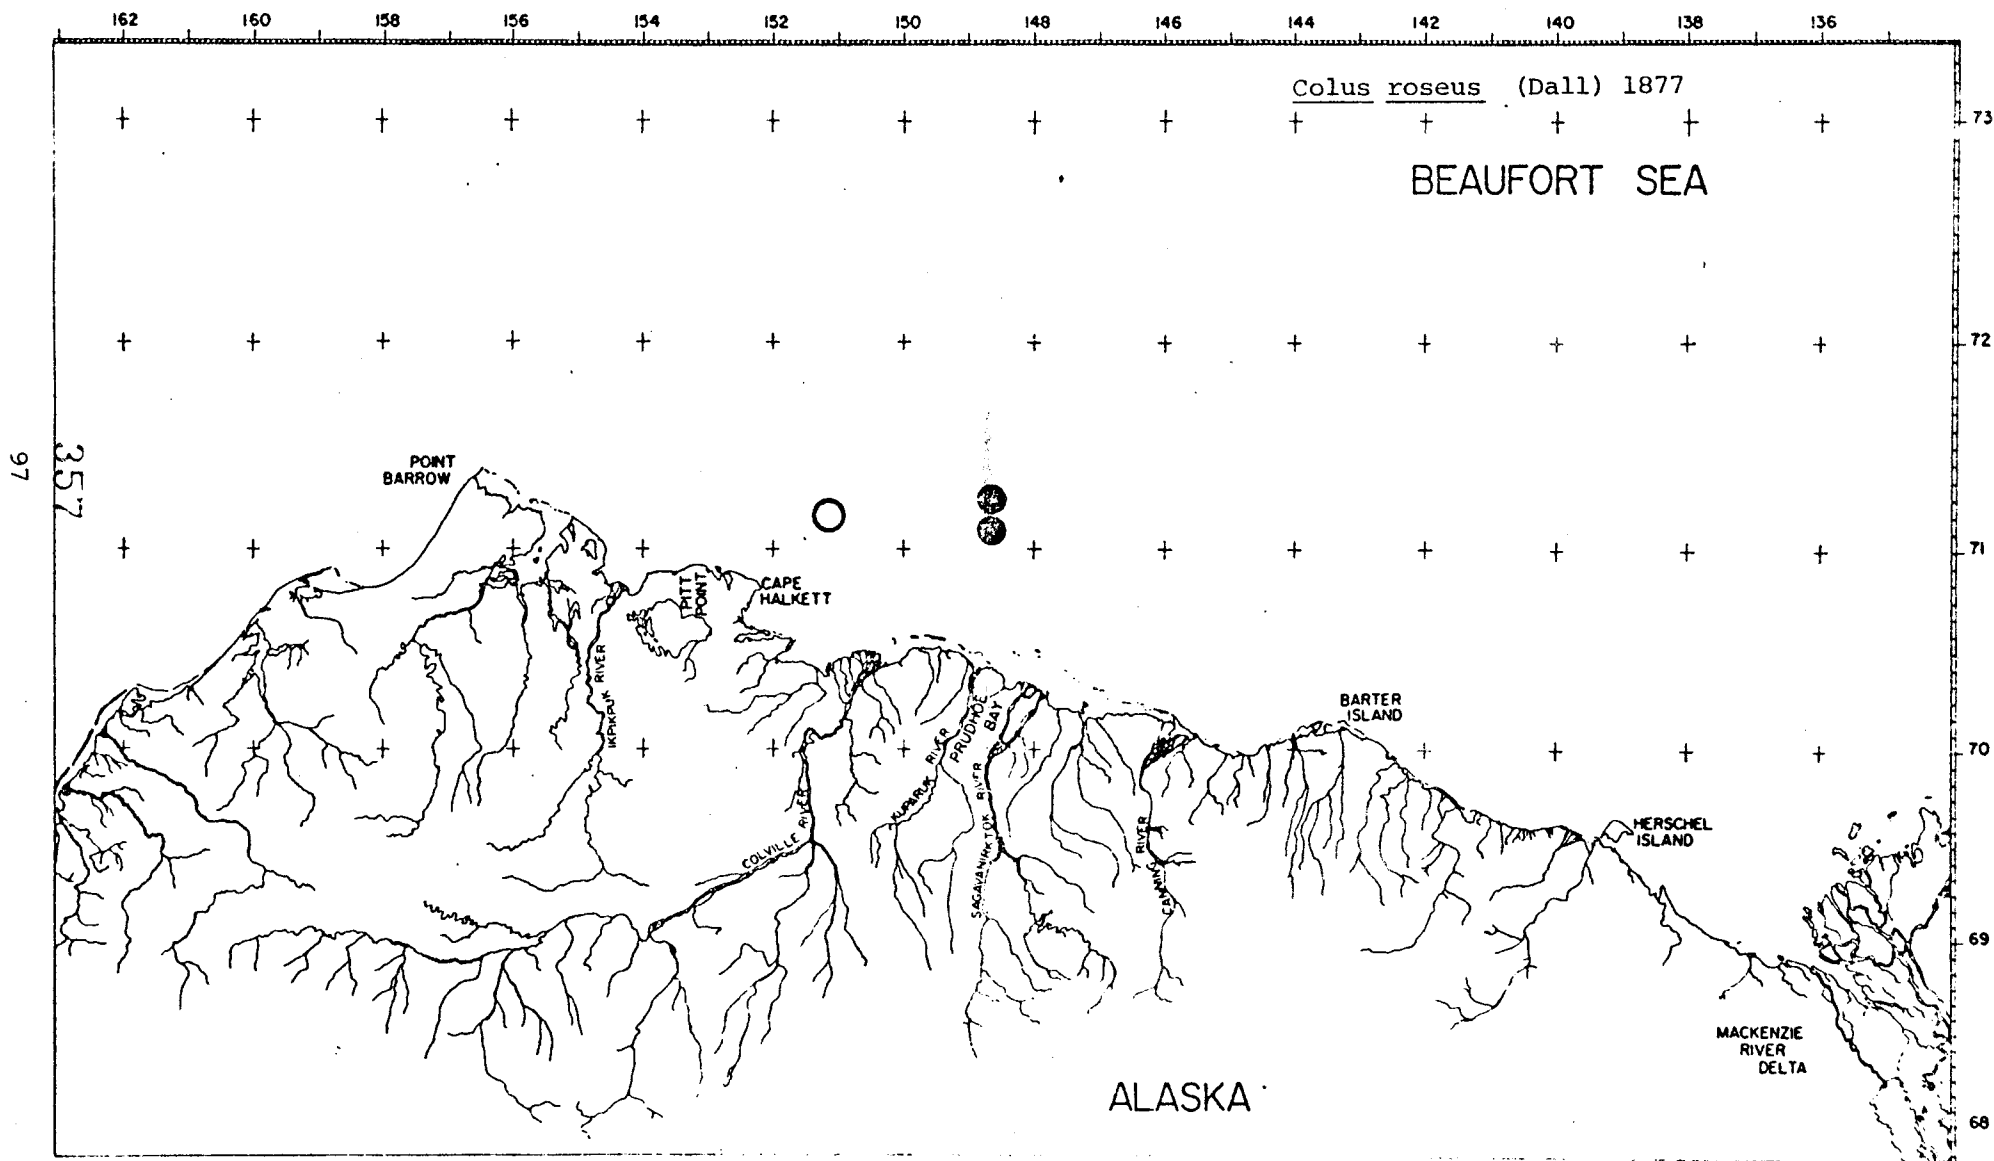 162 160 158 156 154 152 150 148 146 144 142 140 138 136
Colus roseus (Dall) 1877
73
BEAUFORT SEA
72
POINT
BARROW
97
357
71
PITT
POINT
CAPE
HALKETT
IKPIKPUK RIVER
BARTER
ISLAND
PRUDHOE
BAY
70
KUPARUK RIVER
SAGAVANIRKTOK RIVER
COLVILLE RIVER
CANNING RIVER
HERSCHEL
ISLAND
69
MACKENZIE
RIVER
DELTA
ALASKA
68